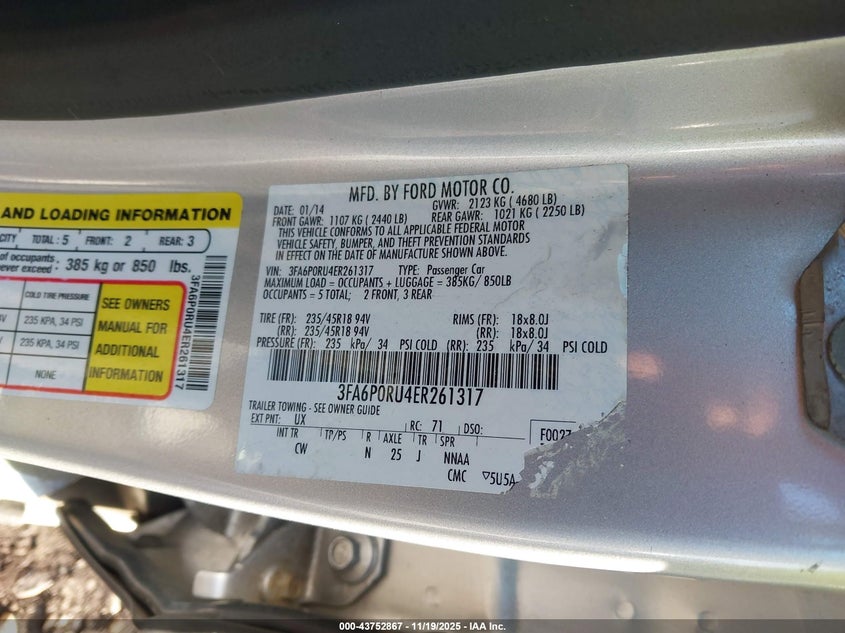 AND LOADING INFORMATION
CITY TOTAL : 5 FRONT: 2 REAR: 3
of occupants
ever exceed : 385 kg or 850 lbs.
COLD TIRE PRESSURE
235 KPA, 34 PSI
235 KPA, 34 PSI
NONE
SEE OWNERS
MANUAL FOR
ADDITIONAL
INFORMATION
3FA6P0RU4ER261317
MFD. BY FORD MOTOR CO.
DATE: 01/14 GVWR: 2123 KG ( 4680 LB)
FRONT GAWR: 1107 KG ( 2440 LB) REAR GAWR: 1021 KG ( 2250 LB)
THIS VEHICLE CONFORMS TO ALL APPLICABLE FEDERAL MOTOR
VEHICLE SAFETY, BUMPER, AND THEFT PREVENTION STANDARDS
IN EFFECT ON THE DATE OF MANUFACTURE SHOWN ABOVE.
VIN: 3FA6P0RU4ER261317 TYPE: Passenger Car
MAXIMUM LOAD = OCCUPANTS + LUGGAGE = 385KG/ 850LB
OCCUPANTS = 5 TOTAL; 2 FRONT, 3 REAR
TIRE (FR): 235/45R18 94V RIMS (FR): 18x8.0J
(RR): 235/45R18 94V (RR): 18x8.0J
PRESSURE (FR): 235 kPa/ 34 PSI COLD (RR): 235 kPa/ 34 PSI COLD
3FA6P0RU4ER261317
TRAILER TOWING - SEE OWNER GUIDE
EXT PNT: UX RC: 71 DSO: F0027
INT TR TP/PS R AXLE TR SPR
CW N 25 J NNAA
CMC ▽5U5A
000-43752867 - 11/19/2025 - IAA Inc.